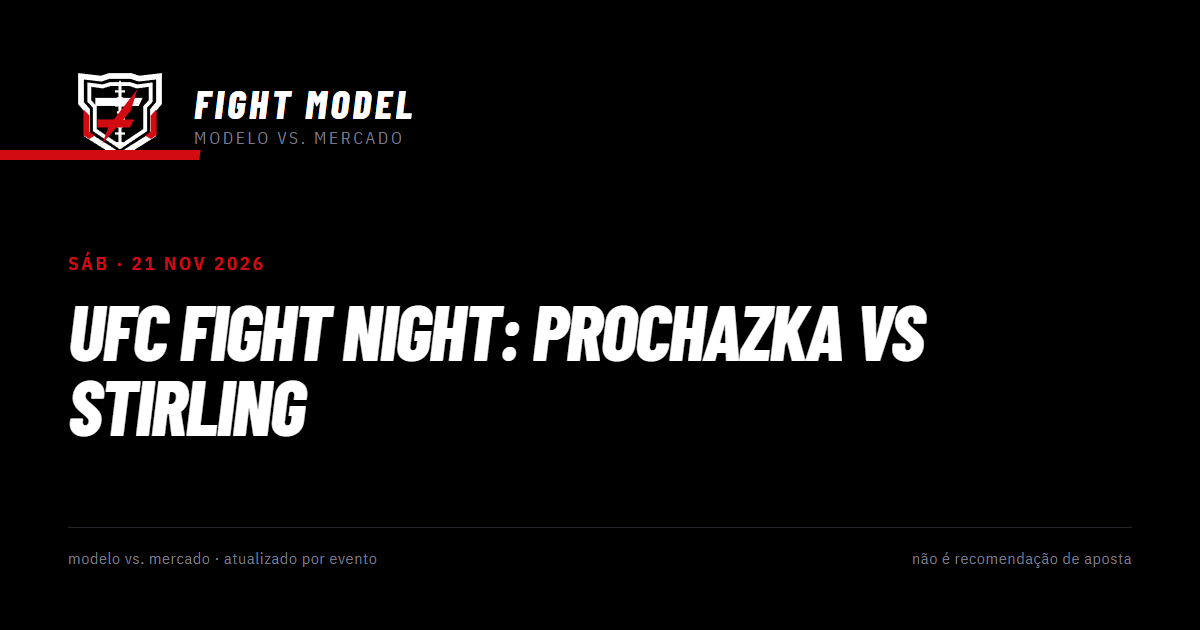 FIGHT MODEL
MODELO VS. MERCADO
SÁB · 21 NOV 2026
UFC FIGHT NIGHT: PROCHAZKA VS
STIRLING
modelo vs. mercado · atualizado por evento
não é recomendação de aposta